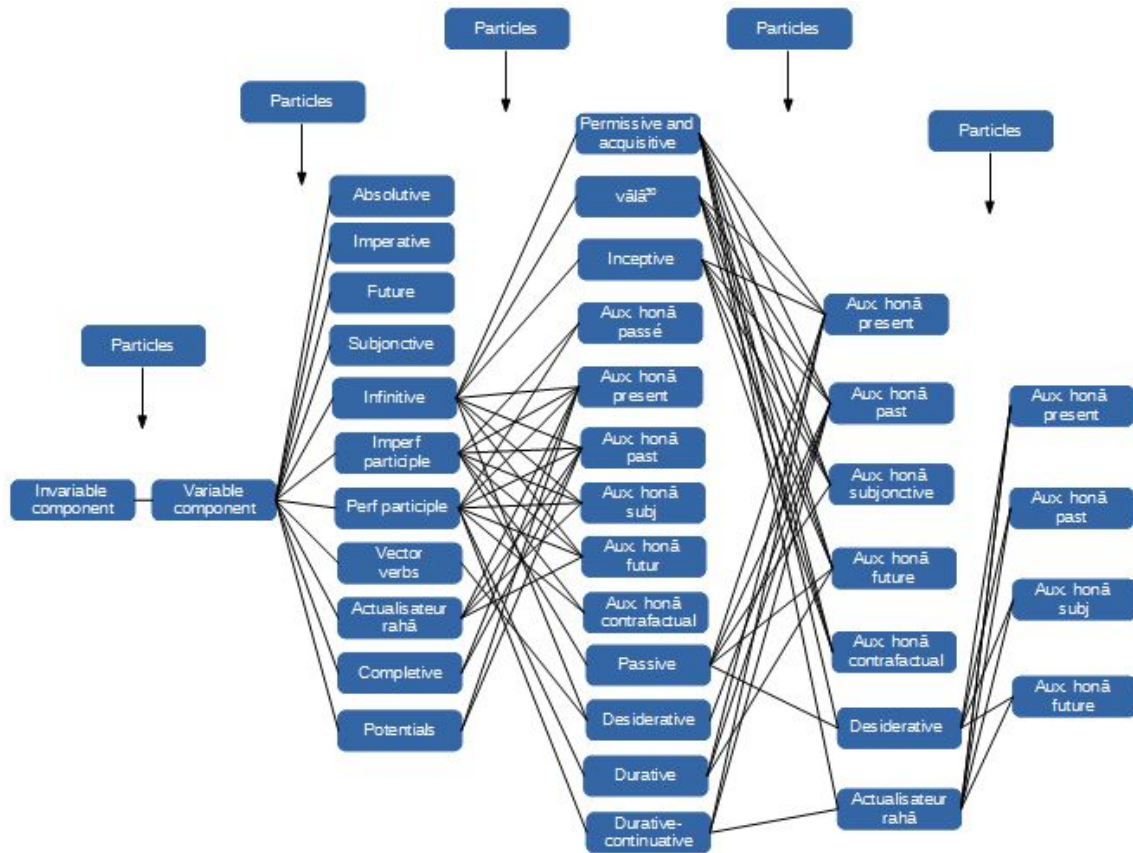 Particles
Particles
Particles
Particles
Particles
Invariable
component
Variable
component
Absolutive
Imperative
Future
Subjonctive
Infinitive
Imperf
participle
Perf participle
Vector
verbs
Actualisateur
rahā
Completive
Potentials
Permissive and
acquisitive
vālā³⁰
Inceptive
Aux. honā
passé
Aux. honā
present
Aux. honā
past
Aux. honā
subj
Aux. honā
futur
Aux. honā
contrafactual
Passive
Desiderative
Durative
Durative-
continuative
Aux. honā
present
Aux. honā
past
Aux. honā
subjonctive
Aux. honā
future
Aux. honā
contrafactual
Desiderative
Actualisateur
rahā
Aux. honā
present
Aux. honā
past
Aux. honā
subj
Aux. honā
future